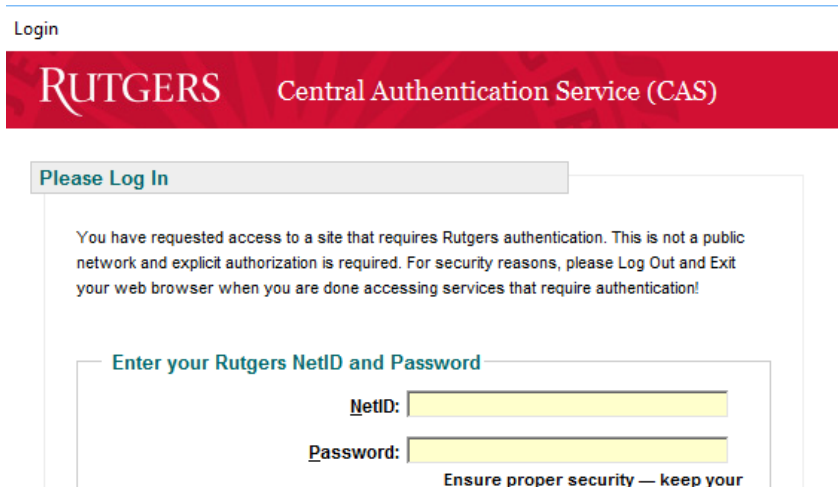 Login
RUTGERS Central Authentication Service (CAS)
Please Log In
You have requested access to a site that requires Rutgers authentication. This is not a public
network and explicit authorization is required. For security reasons, please Log Out and Exit
your web browser when you are done accessing services that require authentication!
Enter your Rutgers NetID and Password
NetID:
Password:
Ensure proper security — keep your